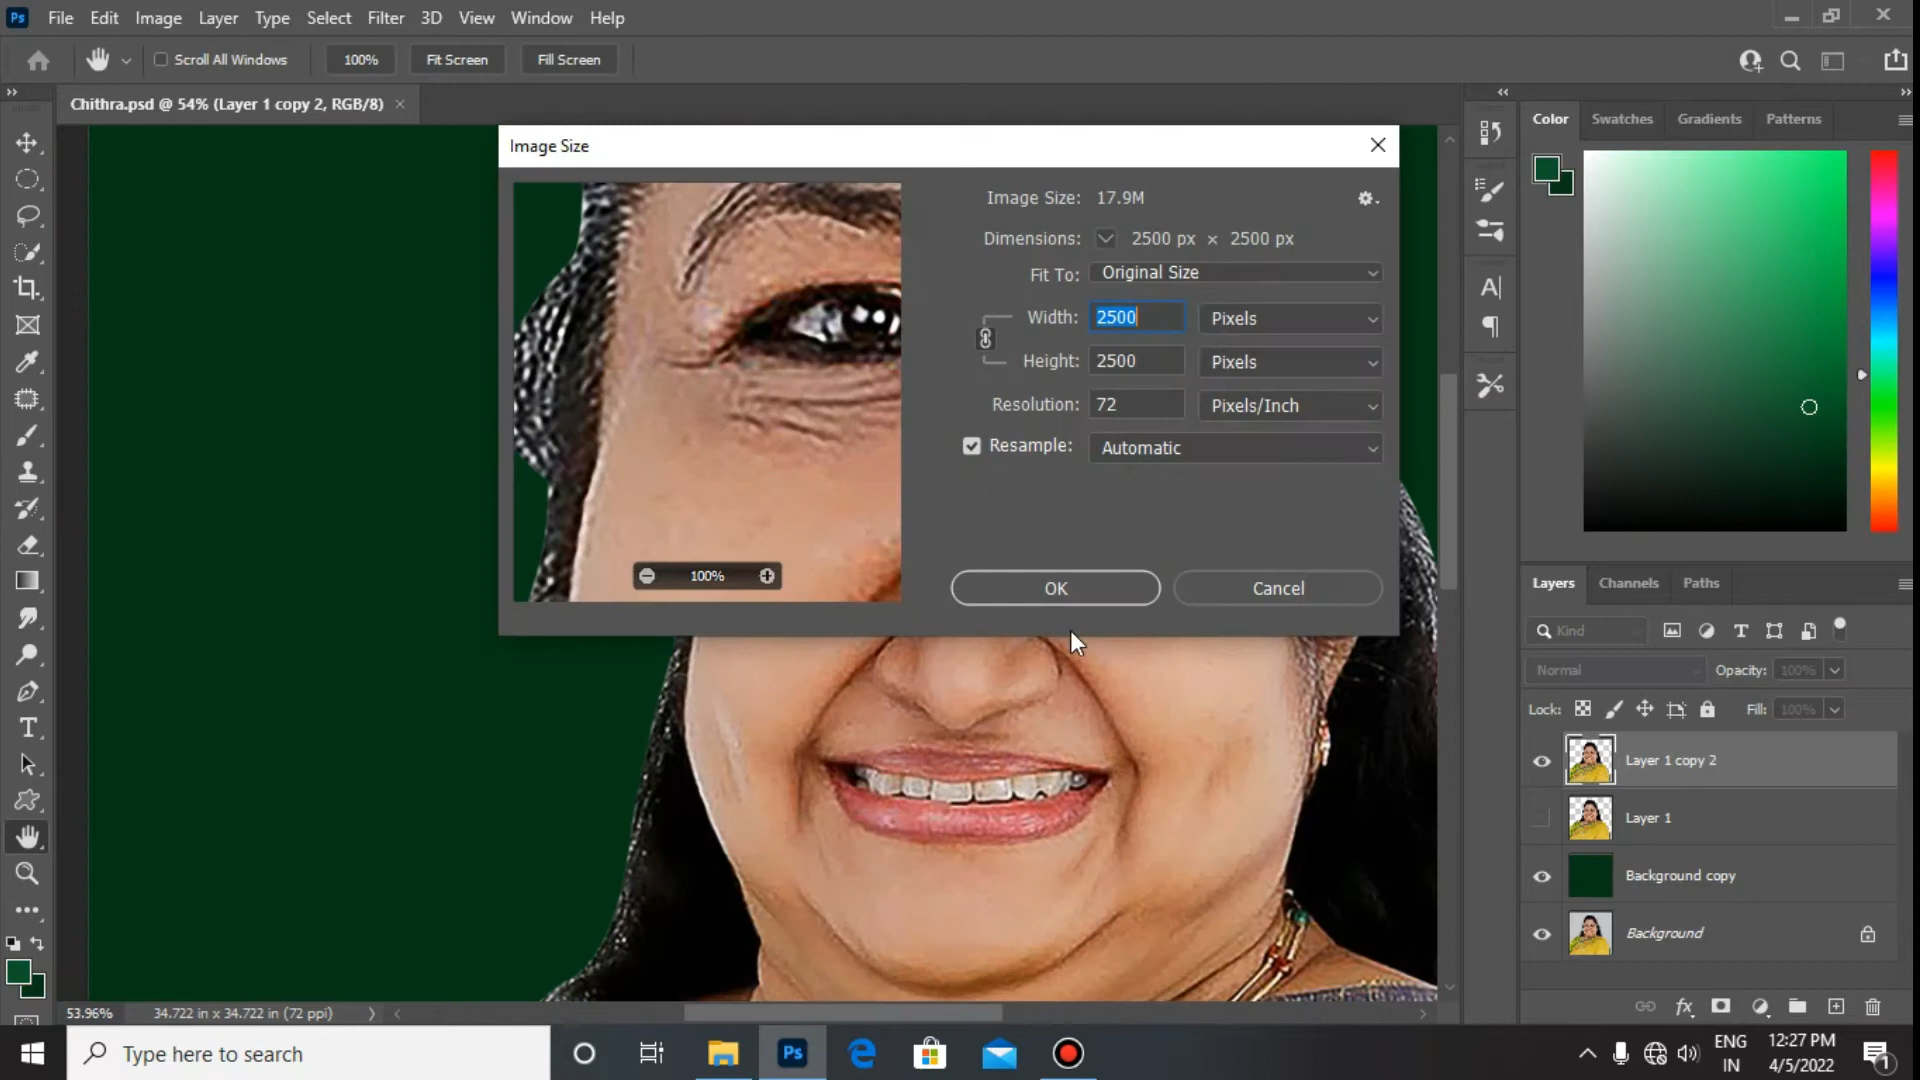 Ps File Edit Image Layer Type Select Filter 3D View Window Help
Scroll All Windows 100% Fit Screen Fill Screen
Chithra.psd @ 54% (Layer 1 copy 2, RGB/8) ×
Color Swatches Gradients Patterns
Image Size
Image Size: 17.9M
Dimensions: 2500 px × 2500 px
Fit To: Original Size
Width: 2500 Pixels
Height: 2500 Pixels
Resolution: 72 Pixels/Inch
Resample: Automatic
100%
OK Cancel
Layers Channels Paths
Kind
Normal Opacity: 100%
Lock: Fill: 100%
Layer 1 copy 2
Layer 1
Background copy
Background
53.96% 34.722 in x 34.722 in (72 ppi)
Type here to search
Ps
ENG
IN
12:27 PM
4/5/2022
1